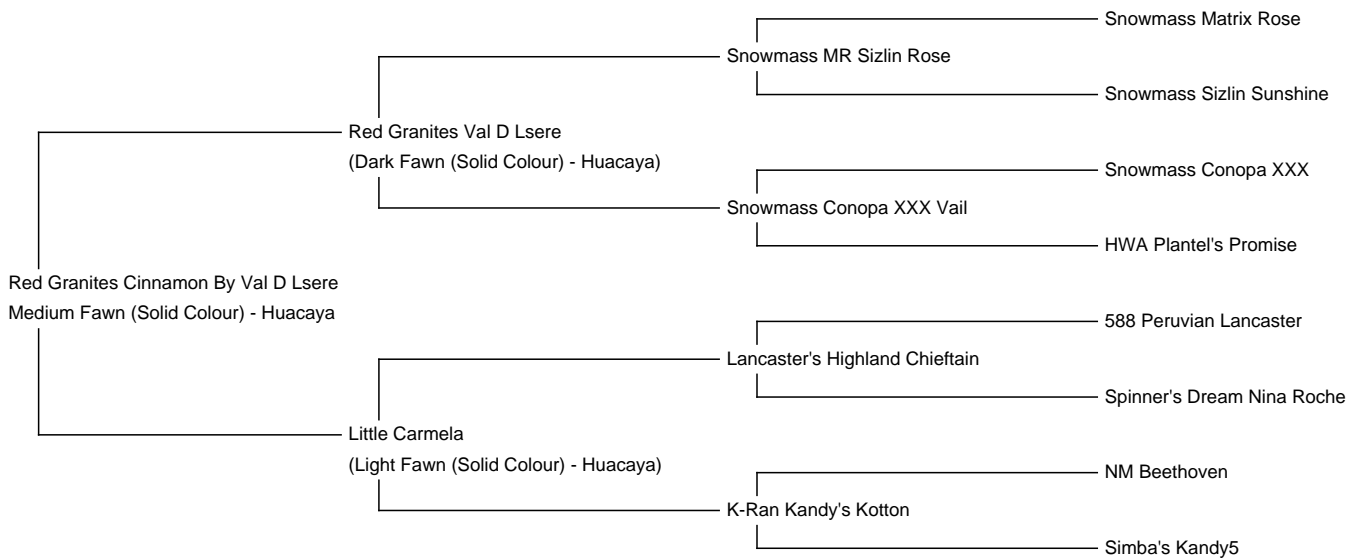 Snowmass Matrix Rose
Snowmass MR Sizlin Rose
Snowmass Sizlin Sunshine
Red Granites Val D Lsere
(Dark Fawn (Solid Colour) - Huacaya)
Snowmass Conopa XXX
Snowmass Conopa XXX Vail
HWA Plantel's Promise
Red Granites Cinnamon By Val D Lsere
Medium Fawn (Solid Colour) - Huacaya
588 Peruvian Lancaster
Lancaster's Highland Chieftain
Spinner's Dream Nina Roche
Little Carmela
(Light Fawn (Solid Colour) - Huacaya)
NM Beethoven
K-Ran Kandy's Kotton
Simba's Kandy5